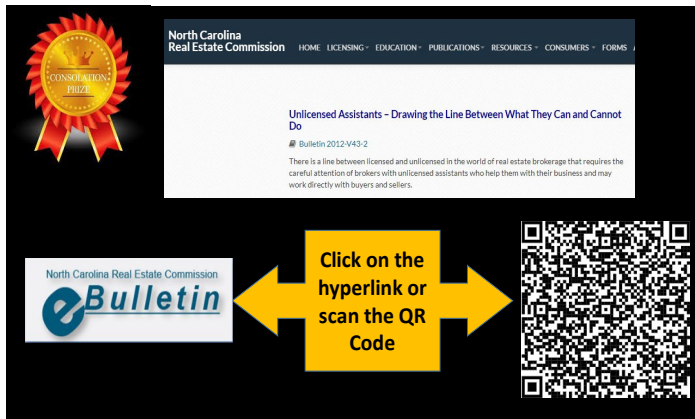 CONSOLATION
PRIZE
North Carolina
Real Estate Commission
HOME LICENSING EDUCATION PUBLICATIONS RESOURCES CONSUMERS FORMS
Unlicensed Assistants – Drawing the Line Between What They Can and Cannot
Do
Bulletin 2012-V43-2
There is a line between licensed and unlicensed in the world of real estate brokerage that requires the
careful attention of brokers with unlicensed assistants who help them with their business and may
work directly with buyers and sellers.
North Carolina Real Estate Commission
eBulletin
Click on the
hyperlink or
scan the QR
Code